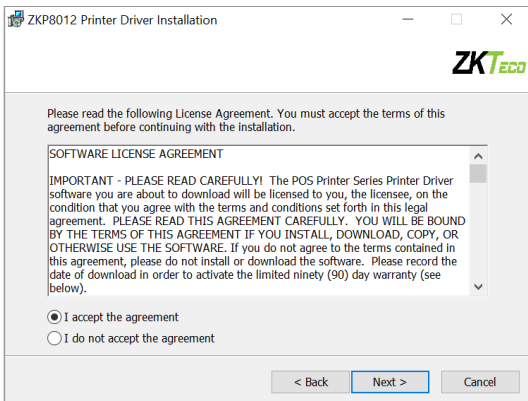 ZKP8012 Printer Driver Installation
ZKTECO
Please read the following License Agreement. You must accept the terms of this
agreement before continuing with the installation.
SOFTWARE LICENSE AGREEMENT
IMPORTANT - PLEASE READ CAREFULLY! The POS Printer Series Printer Driver
software you are about to download will be licensed to you, the licensee, on the
condition that you agree with the terms and conditions set forth in this legal
agreement. PLEASE READ THIS AGREEMENT CAREFULLY. YOU WILL BE BOUND
BY THE TERMS OF THIS AGREEMENT IF YOU INSTALL, DOWNLOAD, COPY, OR
OTHERWISE USE THE SOFTWARE. If you do not agree to the terms contained in
this agreement, please do not install or download the software. Please record the
date of download in order to activate the limited ninety (90) day warranty (see
below).
I accept the agreement
I do not accept the agreement
< Back Next > Cancel